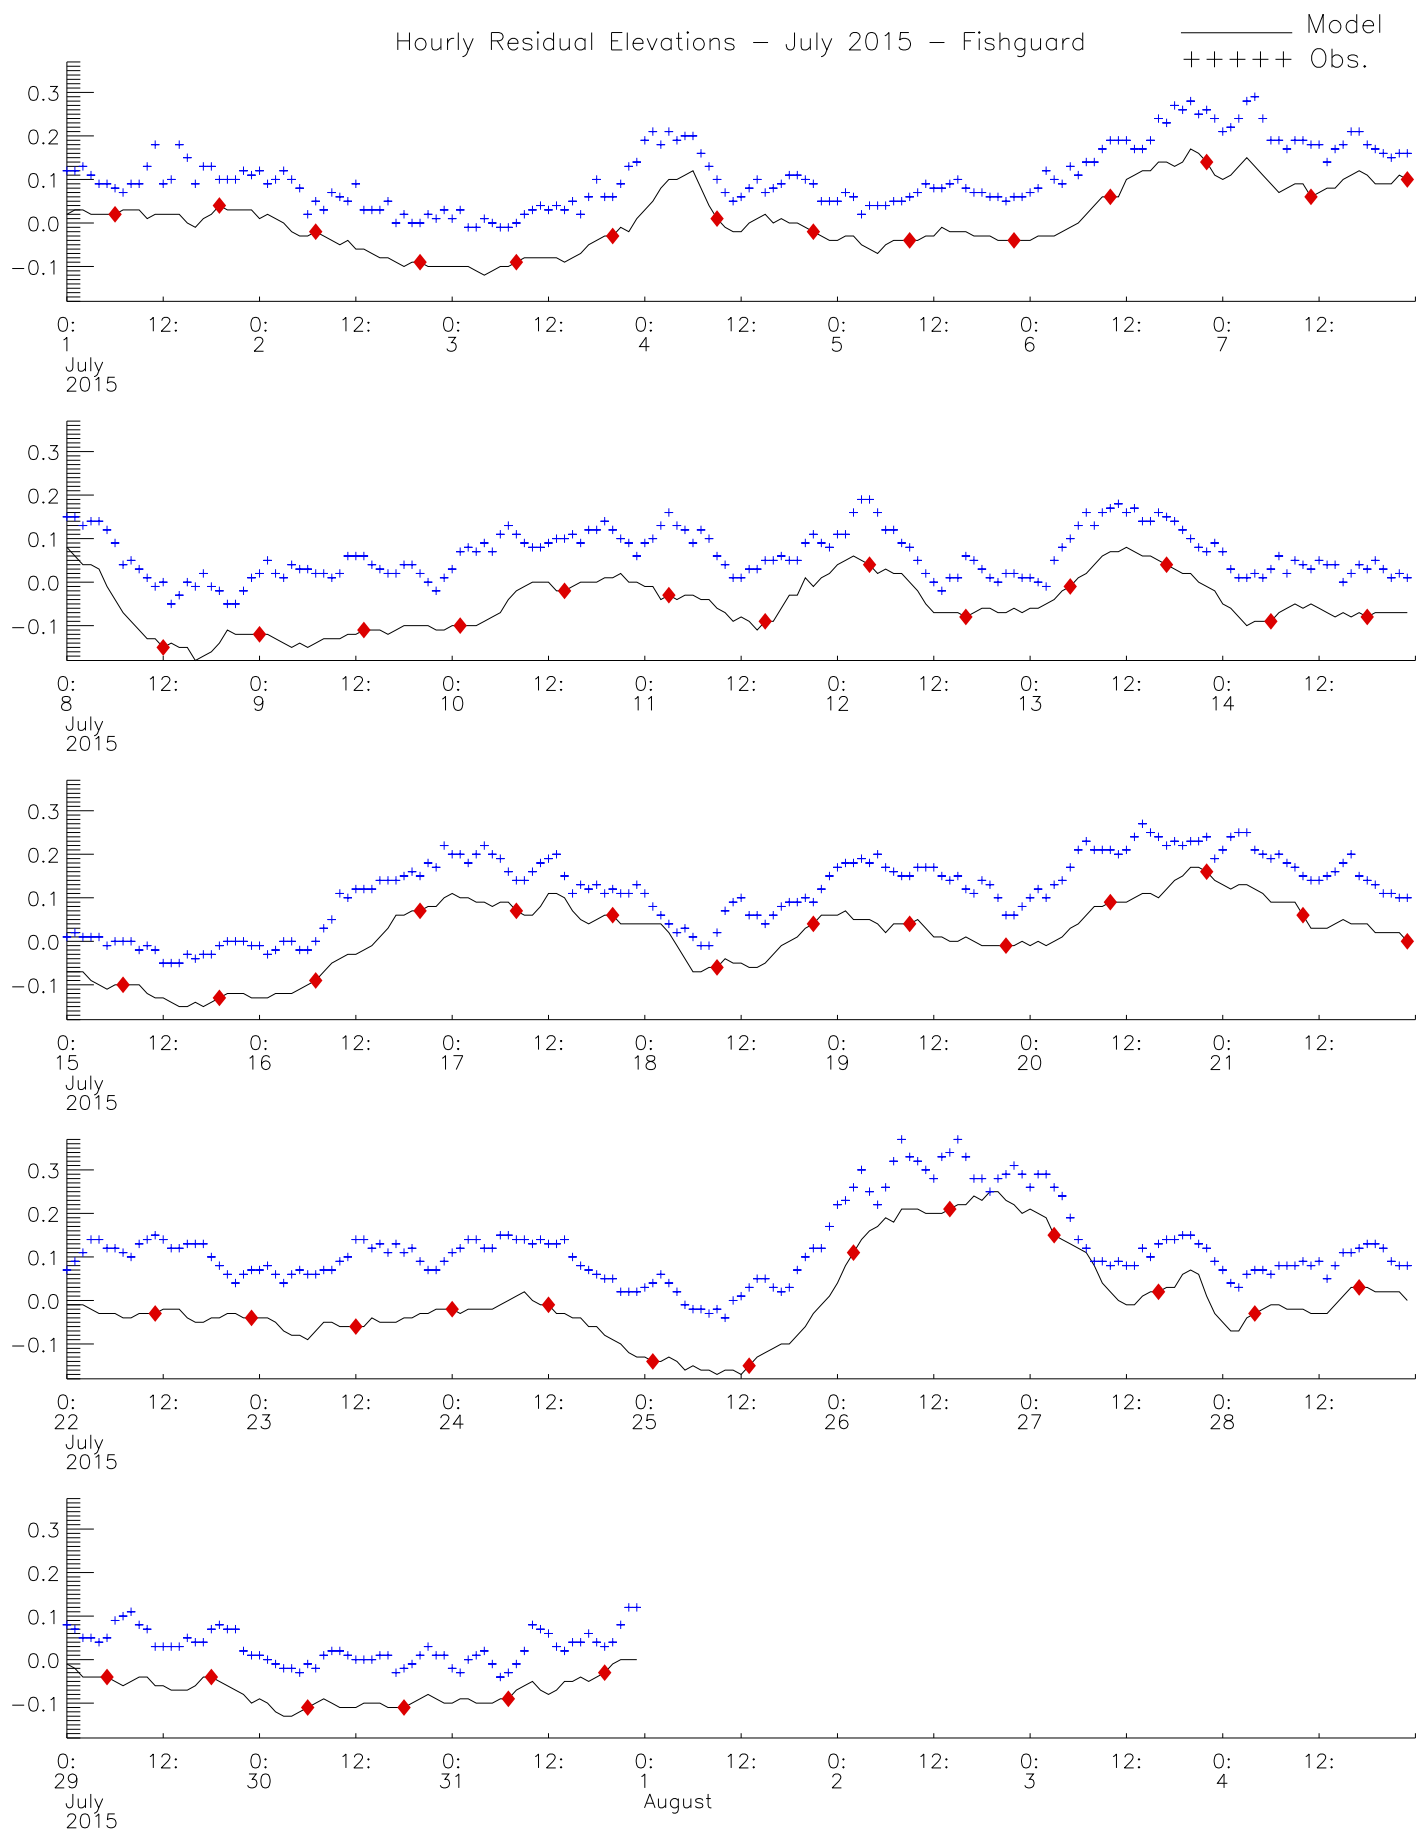 Hourly Residual Elevations – July 2015 – Fishguard
Model
+++++ Obs.
0.3
0.2
0.1
0.0
−0.1
0: 12: 0: 12: 0: 12: 0: 12: 0: 12: 0: 12: 0: 12:
1 2 3 4 5 6 7
July
2015
0.3
0.2
0.1
0.0
−0.1
0: 12: 0: 12: 0: 12: 0: 12: 0: 12: 0: 12: 0: 12:
8 9 10 11 12 13 14
July
2015
0.3
0.2
0.1
0.0
−0.1
0: 12: 0: 12: 0: 12: 0: 12: 0: 12: 0: 12: 0: 12:
15 16 17 18 19 20 21
July
2015
0.3
0.2
0.1
0.0
−0.1
0: 12: 0: 12: 0: 12: 0: 12: 0: 12: 0: 12: 0: 12:
22 23 24 25 26 27 28
July
2015
0.3
0.2
0.1
0.0
−0.1
0: 12: 0: 12: 0: 12: 0: 12: 0: 12: 0: 12: 0: 12:
29 30 31 1 2 3 4
July August
2015